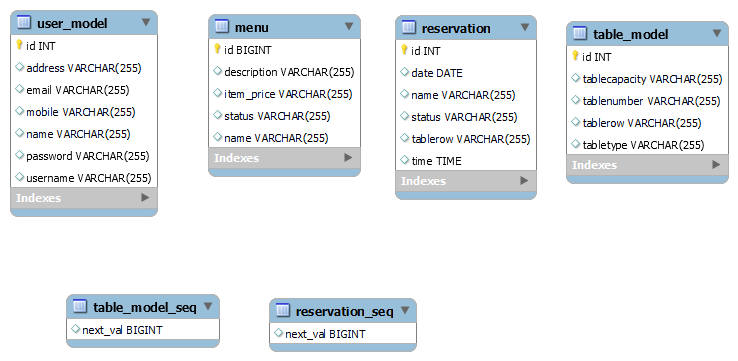 user_model
id INT
address VARCHAR(255)
email VARCHAR(255)
mobile VARCHAR(255)
name VARCHAR(255)
password VARCHAR(255)
username VARCHAR(255)
Indexes
menu
id BIGINT
description VARCHAR(255)
item_price VARCHAR(255)
status VARCHAR(255)
name VARCHAR(255)
Indexes
reservation
id INT
date DATE
name VARCHAR(255)
status VARCHAR(255)
tablerow VARCHAR(255)
time TIME
Indexes
table_model
id INT
tablecapacity VARCHAR(255)
tablenumber VARCHAR(255)
tablerow VARCHAR(255)
tabletype VARCHAR(255)
Indexes
table_model_seq
next_val BIGINT
reservation_seq
next_val BIGINT